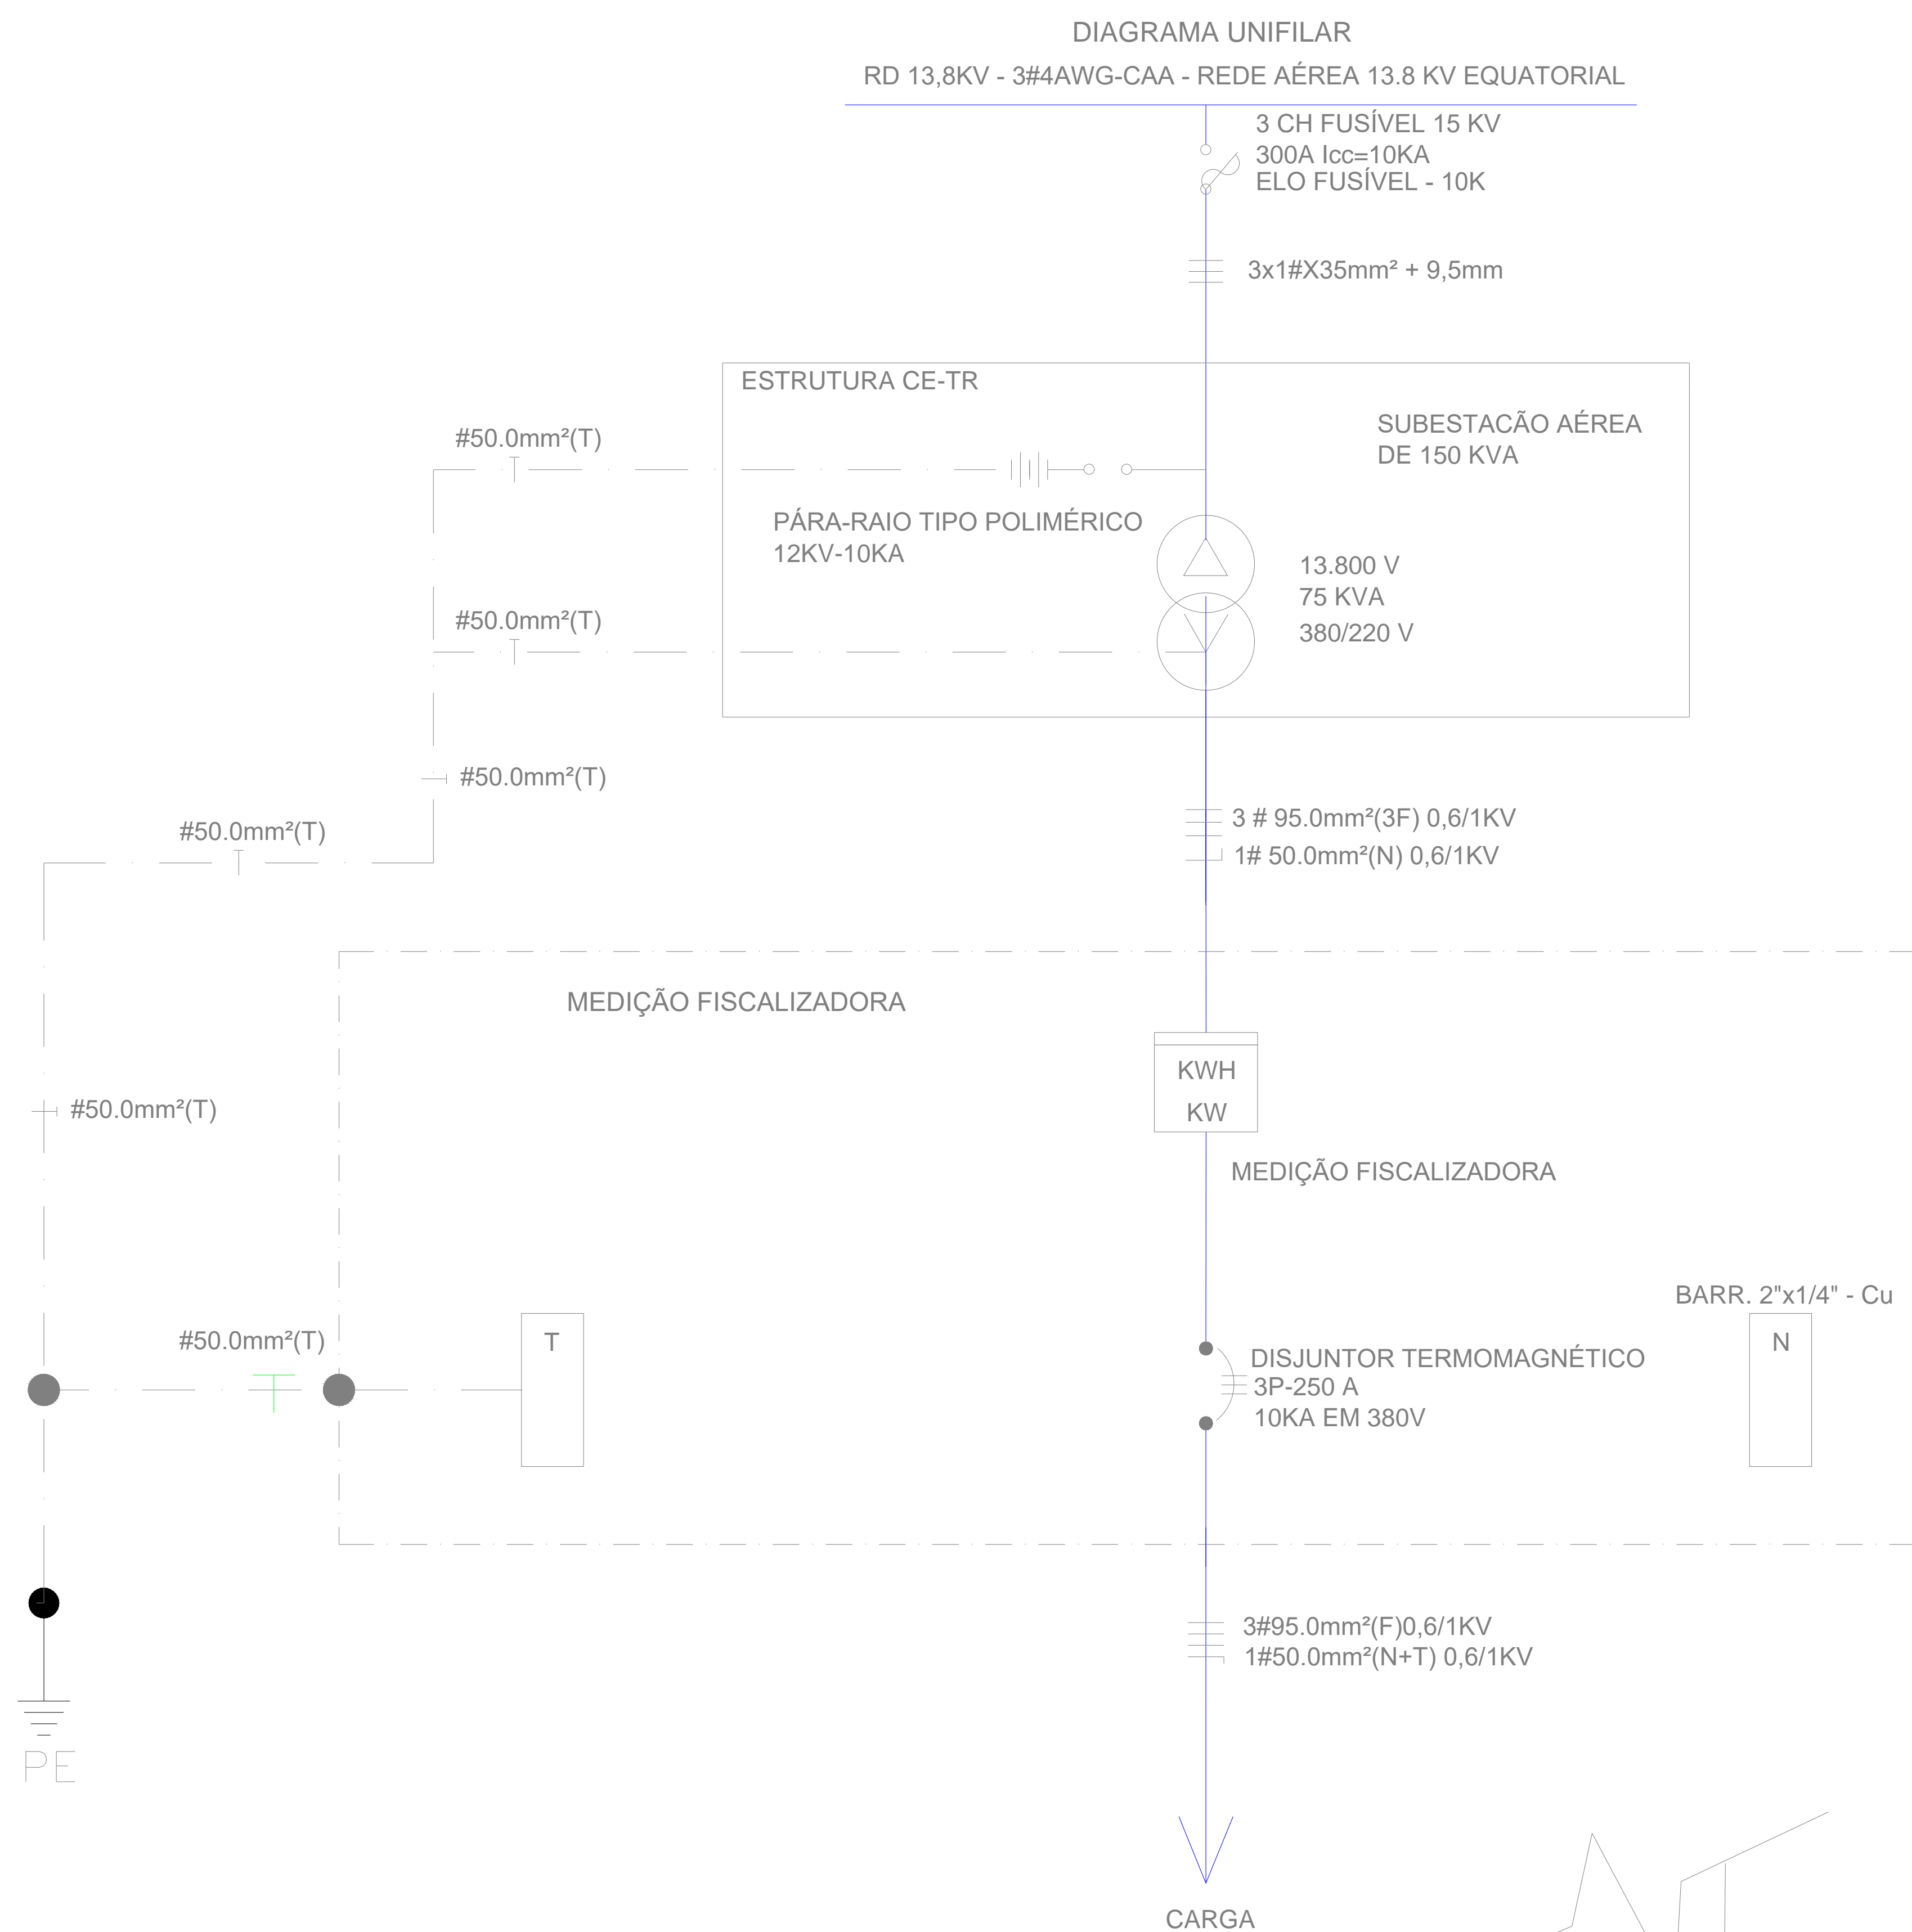 DIAGRAMA UNIFILAR
RD 13,8KV - 3#4AWG-CAA - REDE AÉREA 13.8 KV EQUATORIAL
3 CH FUSÍVEL 15 KV
300A Icc=10KA
ELO FUSÍVEL - 10K
3x1#X35mm² + 9,5mm
ESTRUTURA CE-TR
SUBESTACÃO AÉREA
DE 150 KVA
#50.0mm²(T)
PÁRA-RAIO TIPO POLIMÉRICO
12KV-10KA
13.800 V
75 KVA
380/220 V
#50.0mm²(T)
#50.0mm²(T)
#50.0mm²(T)
3 # 95.0mm²(3F) 0,6/1KV
1# 50.0mm²(N) 0,6/1KV
MEDIÇÃO FISCALIZADORA
KWH
KW
#50.0mm²(T)
MEDIÇÃO FISCALIZADORA
BARR. 2"x1/4" - Cu
#50.0mm²(T)
T
N
DISJUNTOR TERMOMAGNÉTICO
3P-250 A
10KA EM 380V
3#95.0mm²(F)0,6/1KV
1#50.0mm²(N+T) 0,6/1KV
PE
CARGA